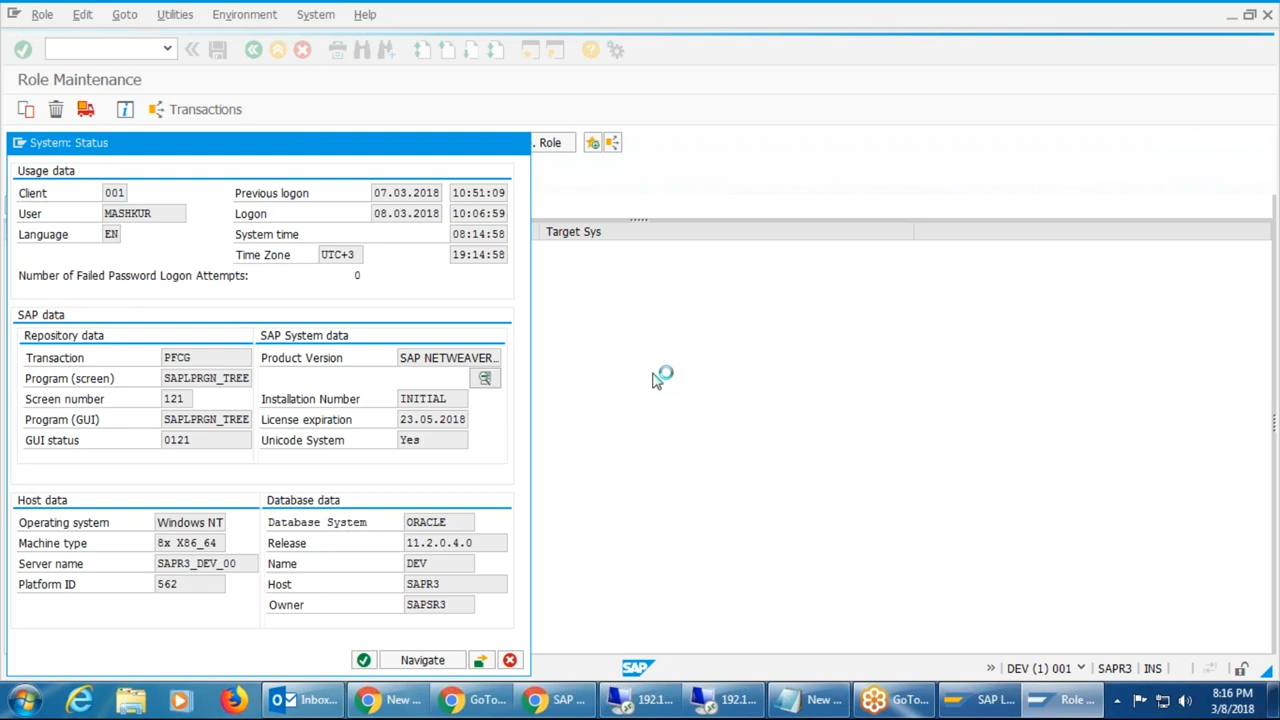 Role Edit Goto Utilities Environment System Help
Role Maintenance
Transactions
System: Status
. Role
Usage data
Client 001 Previous logon 07.03.2018 10:51:09
User MASHKUR Logon 08.03.2018 10:06:59
Language EN System time 08:14:58
Target Sys
Time Zone UTC+3 19:14:58
Number of Failed Password Logon Attempts: 0
SAP data
Repository data SAP System data
Transaction PFCG Product Version SAP NETWEAVER...
Program (screen) SAPLPRGN_TREE
Screen number 121 Installation Number INITIAL
Program (GUI) SAPLPRGN_TREE License expiration 23.05.2018
GUI status 0121 Unicode System Yes
Host data Database data
Operating system Windows NT Database System ORACLE
Machine type 8x X86_64 Release 11.2.0.4.0
Server name SAPR3_DEV_00 Name DEV
Platform ID 562 Host SAPR3
Owner SAPSR3
Navigate
SAP » DEV (1) 001 SAPR3 INS
Inbox... New ... GoTo... SAP ... 192.1... 192.1... New ... GoTo... SAP L... Role ... 8:16 PM
3/8/2018